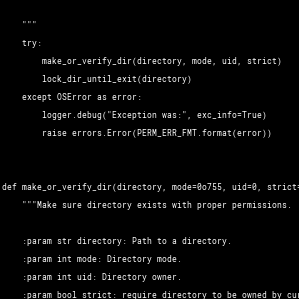 """
try:
make_or_verify_dir(directory, mode, uid, strict)
lock_dir_until_exit(directory)
except OSError as error:
logger.debug("Exception was:", exc_info=True)
raise errors.Error(PERM_ERR_FMT.format(error))
def make_or_verify_dir(directory, mode=0o755, uid=0, strict=
"""Make sure directory exists with proper permissions.
:param str directory: Path to a directory.
:param int mode: Directory mode.
:param int uid: Directory owner.
:param bool strict: require directory to be owned by